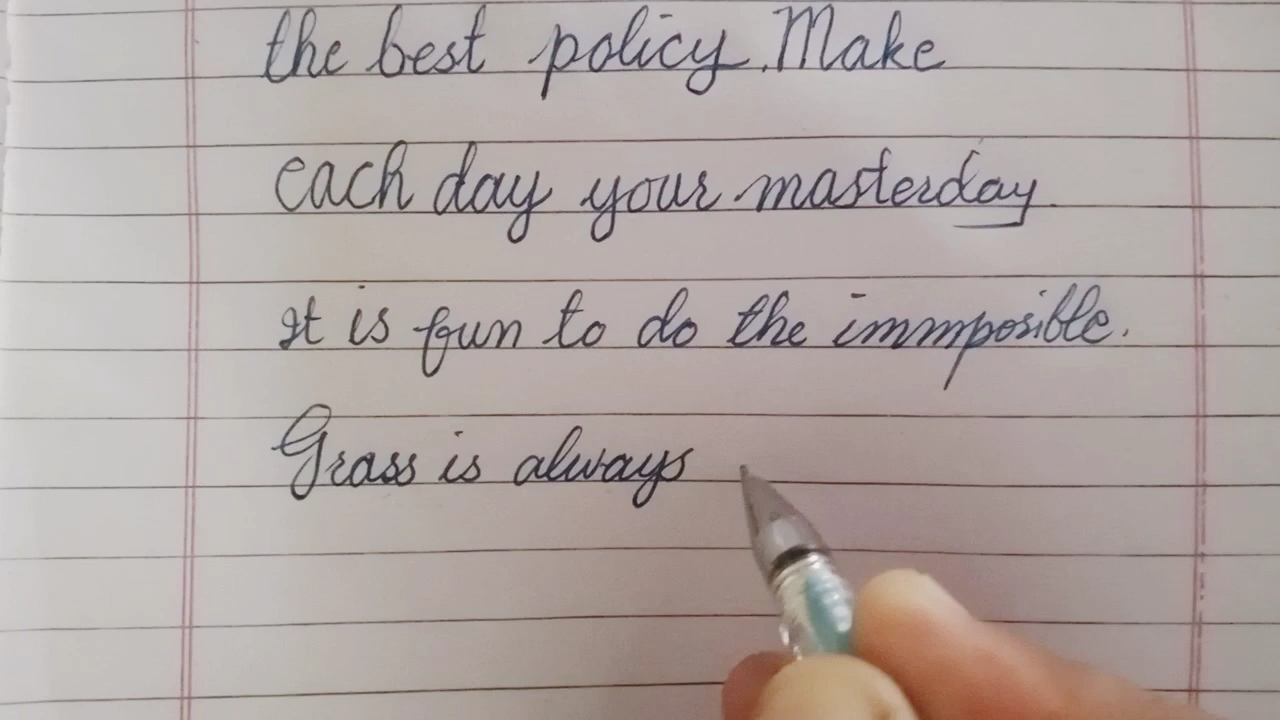 the best policy. Make
each day your masterday
It is fun to do the immposible.
Grass is always